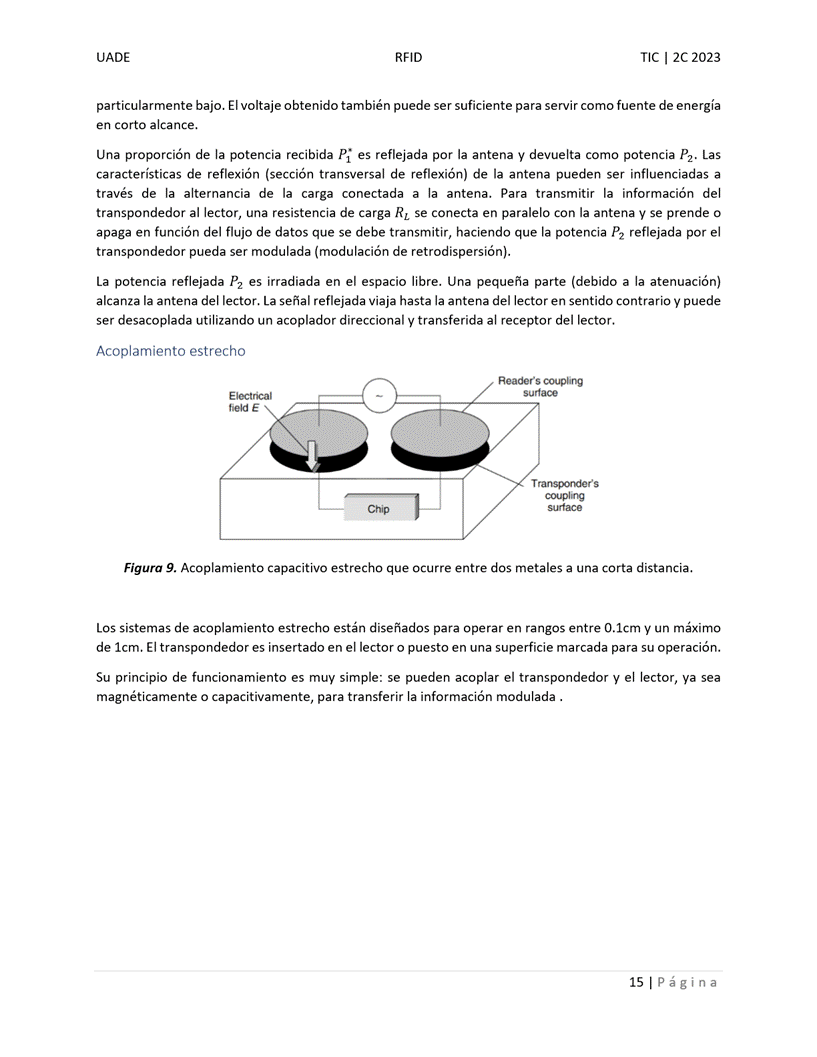 UADE RFID TIC | 2C 2023
particularmente bajo. El voltaje obtenido también puede ser suficiente para servir como fuente de energía
en corto alcance.
Una proporción de la potencia recibida P₁* es reflejada por la antena y devuelta como potencia P₂. Las
características de reflexión (sección transversal de reflexión) de la antena pueden ser influenciadas a
través de la alternancia de la carga conectada a la antena. Para transmitir la información del
transpondedor al lector, una resistencia de carga R_L se conecta en paralelo con la antena y se prende o
apaga en función del flujo de datos que se debe transmitir, haciendo que la potencia P₂ reflejada por el
transpondedor pueda ser modulada (modulación de retrodispersión).
La potencia reflejada P₂ es irradiada en el espacio libre. Una pequeña parte (debido a la atenuación)
alcanza la antena del lector. La señal reflejada viaja hasta la antena del lector en sentido contrario y puede
ser desacoplada utilizando un acoplador direccional y transferida al receptor del lector.
Acoplamiento estrecho
Electrical
field E
~
Reader's coupling
surface
Transponder's
coupling
surface
Chip
Figura 9. Acoplamiento capacitivo estrecho que ocurre entre dos metales a una corta distancia.
Los sistemas de acoplamiento estrecho están diseñados para operar en rangos entre 0.1cm y un máximo
de 1cm. El transpondedor es insertado en el lector o puesto en una superficie marcada para su operación.
Su principio de funcionamiento es muy simple: se pueden acoplar el transpondedor y el lector, ya sea
magnéticamente o capacitivamente, para transferir la información modulada .
15 | Página